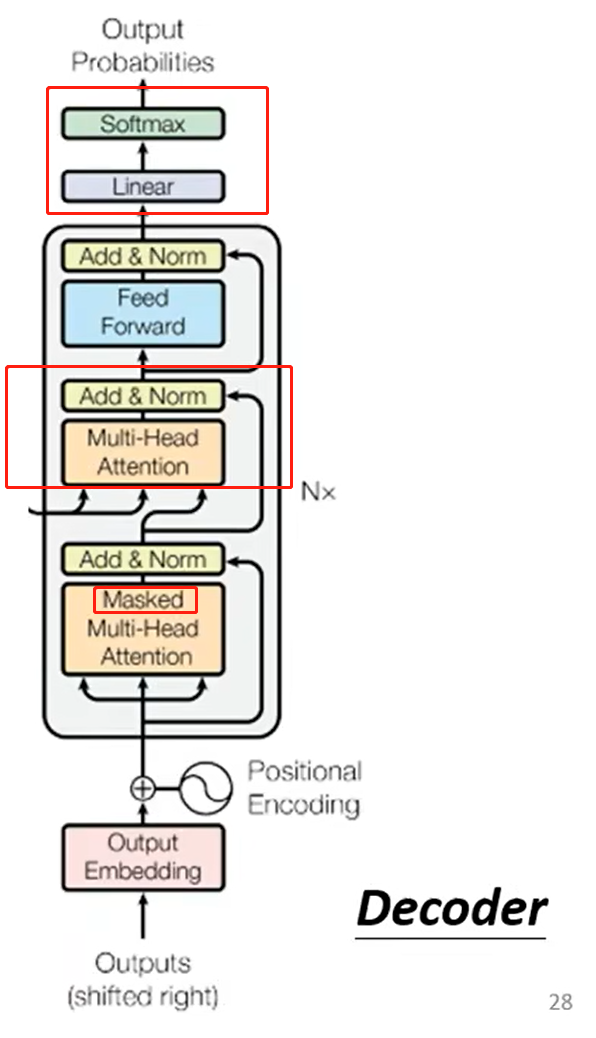 Output
Probabilities
Softmax
Linear
Add & Norm
Feed
Forward
Add & Norm
Multi-Head
Attention
N×
Add & Norm
Masked
Multi-Head
Attention
Positional
Encoding
Output
Embedding
Decoder
Outputs
(shifted right)
28